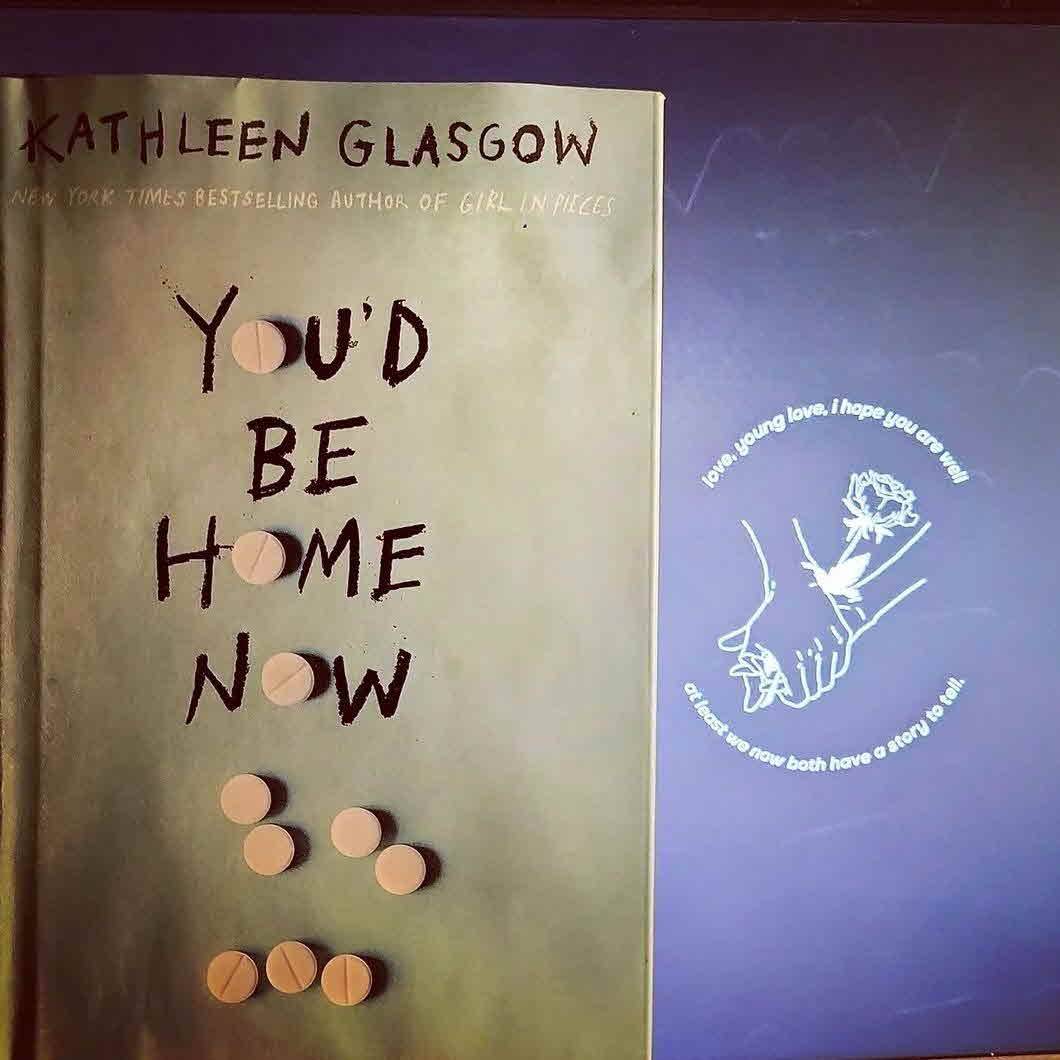 KATHLEEN GLASGOW
NEW YORK TIMES BESTSELLING AUTHOR OF GIRL IN PIECES
YOU'D
BE
HOME
NOW
love, young love, i hope you are well
at least we now both have a story to tell.